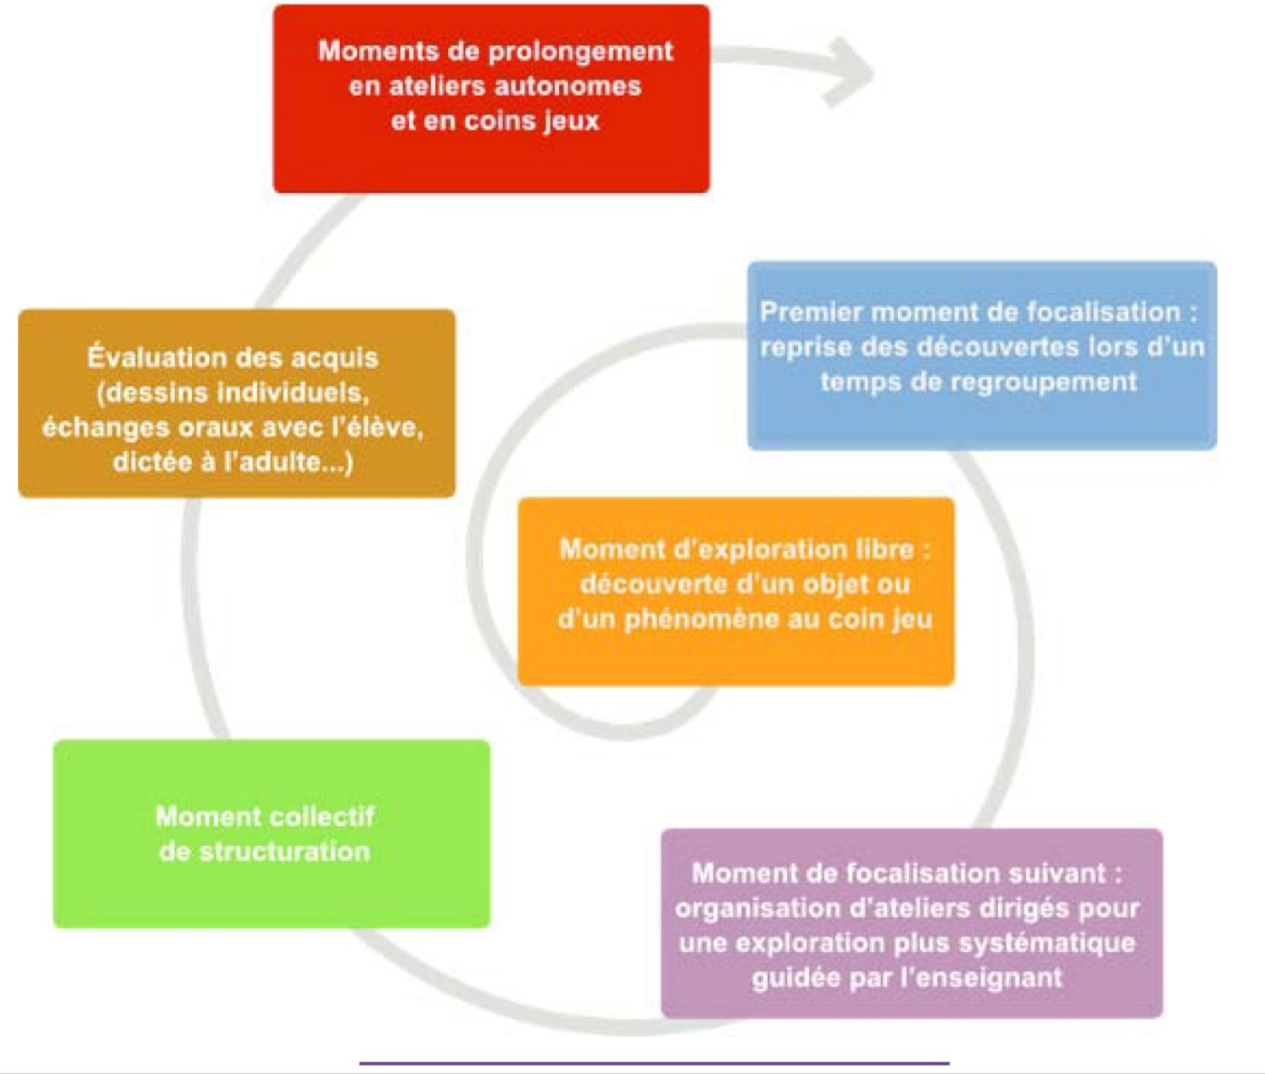 Moments de prolongement
en ateliers autonomes
et en coins jeux
Premier moment de focalisation :
reprise des découvertes lors d'un
temps de regroupement
Évaluation des acquis
(dessins individuels,
échanges oraux avec l'élève,
dictée à l'adulte...)
Moment d'exploration libre :
découverte d'un objet ou
d'un phénomène au coin jeu
Moment collectif
de structuration
Moment de focalisation suivant :
organisation d'ateliers dirigés pour
une exploration plus systématique
guidée par l'enseignant